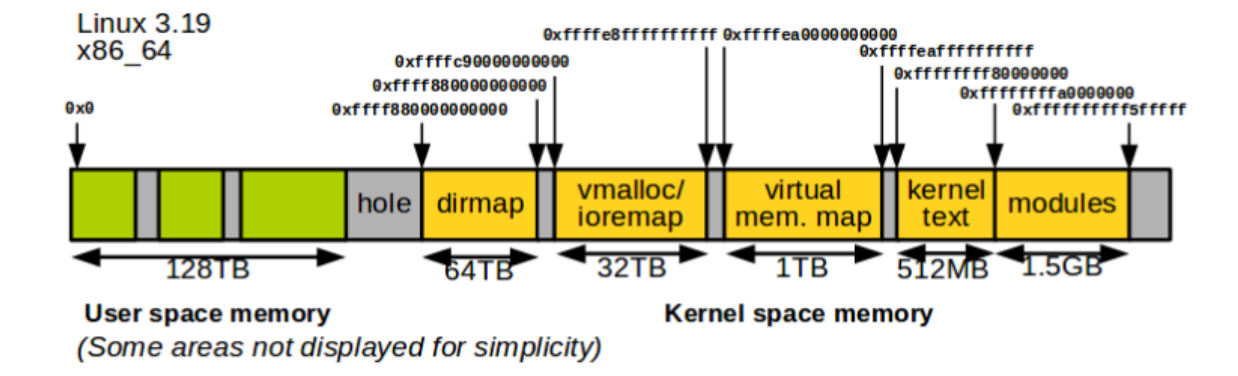 Linux 3.19
x86_64
0xffffe8ffffffffff 0xffffea0000000000
0xffffeaffffffffff
0xffffc90000000000
0xffffffff80000000
0xffff880000000000
0xffffffffa0000000
0x0
0xffff880000000000
0xffffffffff5fffff
hole
dirmap
vmalloc/
ioremap
virtual
mem. map
kernel
text
modules
128TB
64TB
32TB
1TB
512MB
1.5GB
User space memory
Kernel space memory
(Some areas not displayed for simplicity)